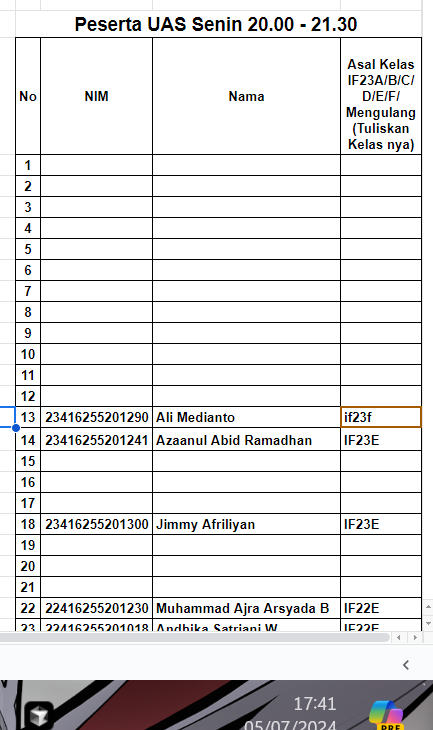 Peserta UAS Senin 20.00 - 21.30
No NIM Nama Asal Kelas
IF23A/B/C/
D/E/F/
Mengulang
(Tuliskan
Kelas nya)
1
2
3
4
5
6
7
8
9
10
11
12
13 23416255201290 Ali Medianto if23f
14 23416255201241 Azaanul Abid Ramadhan IF23E
15
16
17
18 23416255201300 Jimmy Afriliyan IF23E
19
20
21
22 22416255201230 Muhammad Ajra Arsyada B IF22E
23 22416255201018 Andhika Satriani W IF22E
17:41
05/07/2024
PRE